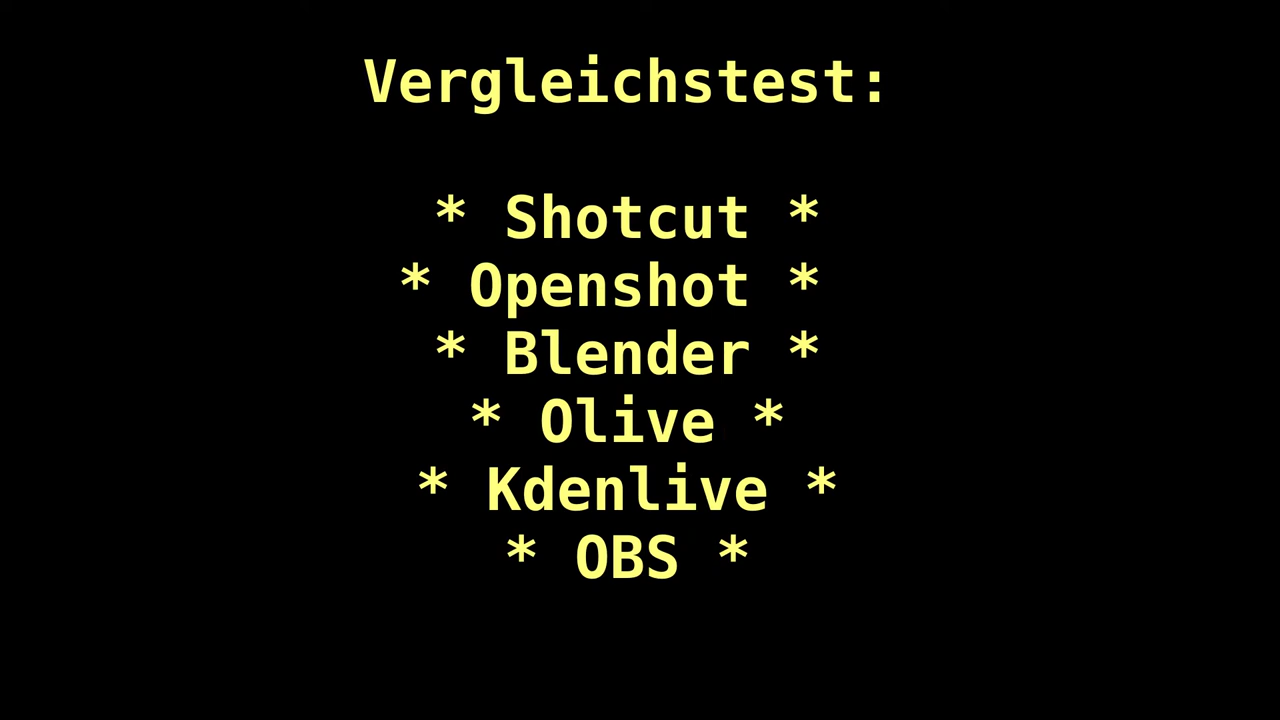 Vergleichstest:
* Shotcut *
* Openshot *
* Blender *
* Olive *
* Kdenlive *
* OBS *